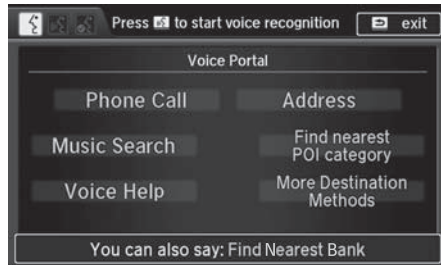 Press to start voice recognition
exit
Voice Portal
Phone Call
Address
Music Search
Find nearest
POI category
Voice Help
More Destination
Methods
You can also say: Find Nearest Bank